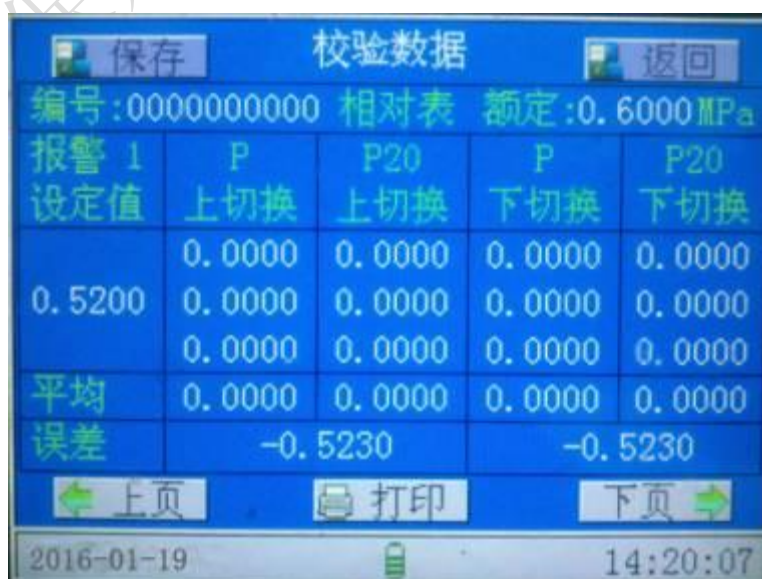 保存 校验数据 返回
编号:0000000000 相对表 额定:0.6000MPa
报警 1 P P20 P P20
设定值 上切换 上切换 下切换 下切换
0.0000 0.0000 0.0000 0.0000
0.5200 0.0000 0.0000 0.0000 0.0000
0.0000 0.0000 0.0000 0.0000
平均 0.0000 0.0000 0.0000 0.0000
误差 -0.5230 -0.5230
上页 打印 下页
2016-01-19 14:20:07